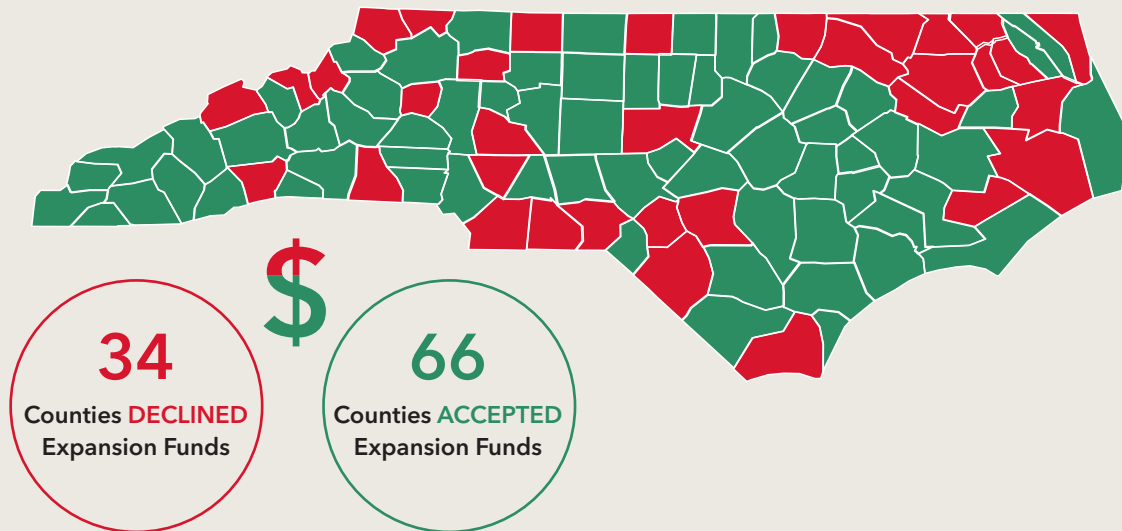 $
34
Counties DECLINED
Expansion Funds
66
Counties ACCEPTED
Expansion Funds